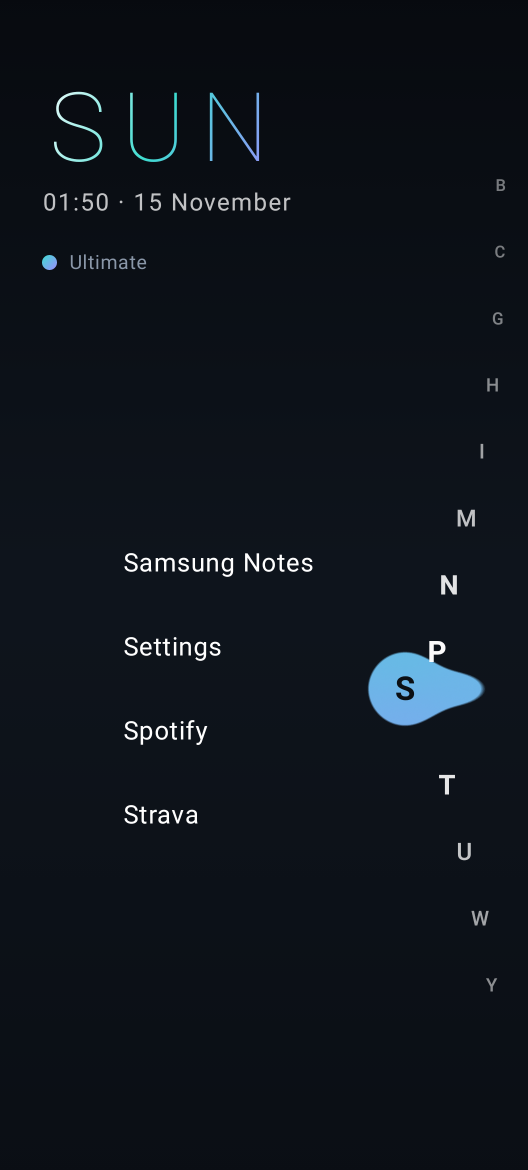 SUN
01:50 · 15 November
Ultimate
B
C
G
H
I
M
Samsung Notes
N
Settings
P
S
Spotify
T
Strava
U
W
Y